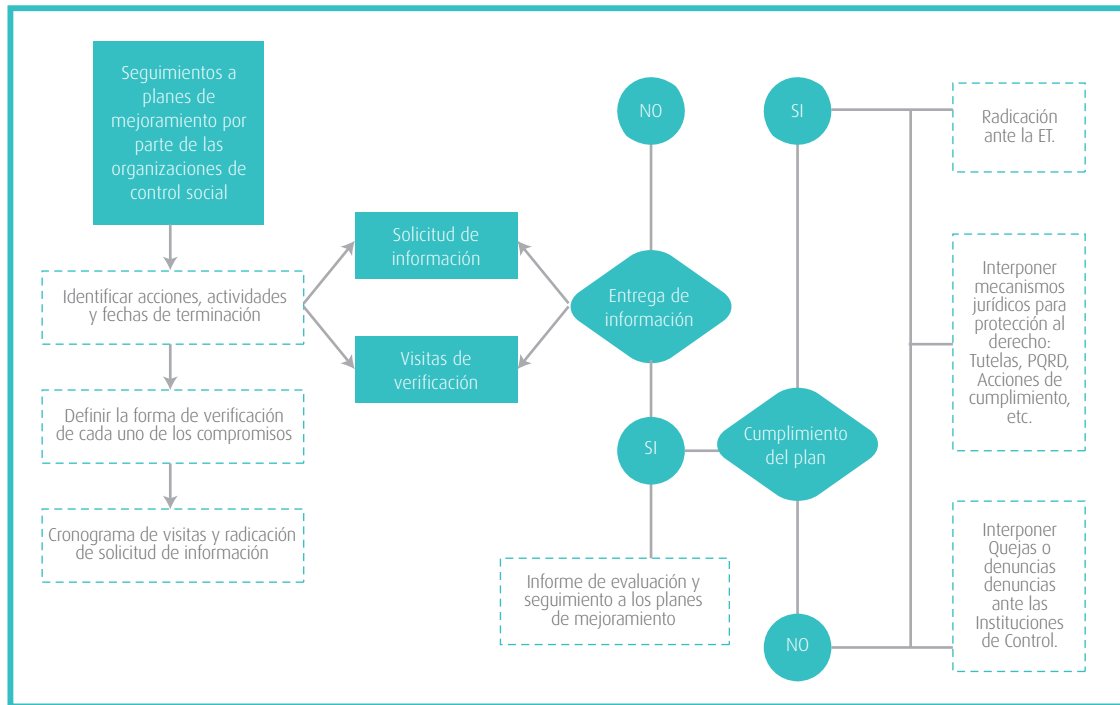 Seguimientos a
planes de
mejoramiento por
parte de las
organizaciones de
control social
Identificar acciones, actividades
y fechas de terminación
Definir la forma de verificación
de cada uno de los compromisos
Cronograma de visitas y radicación
de solicitud de información
Solicitud de
información
Visitas de
verificación
NO
Entrega de
información
SI
Informe de evaluación y
seguimiento a los planes
de mejoramiento
SI
Cumplimiento
del plan
NO
Radicación
ante la ET.
Interponer
mecanismos
jurídicos para
protección al
derecho:
Tutelas, PQRD,
Acciones de
cumplimiento,
etc.
Interponer
Quejas o
denuncias
denuncias
ante las
Instituciones
de Control.